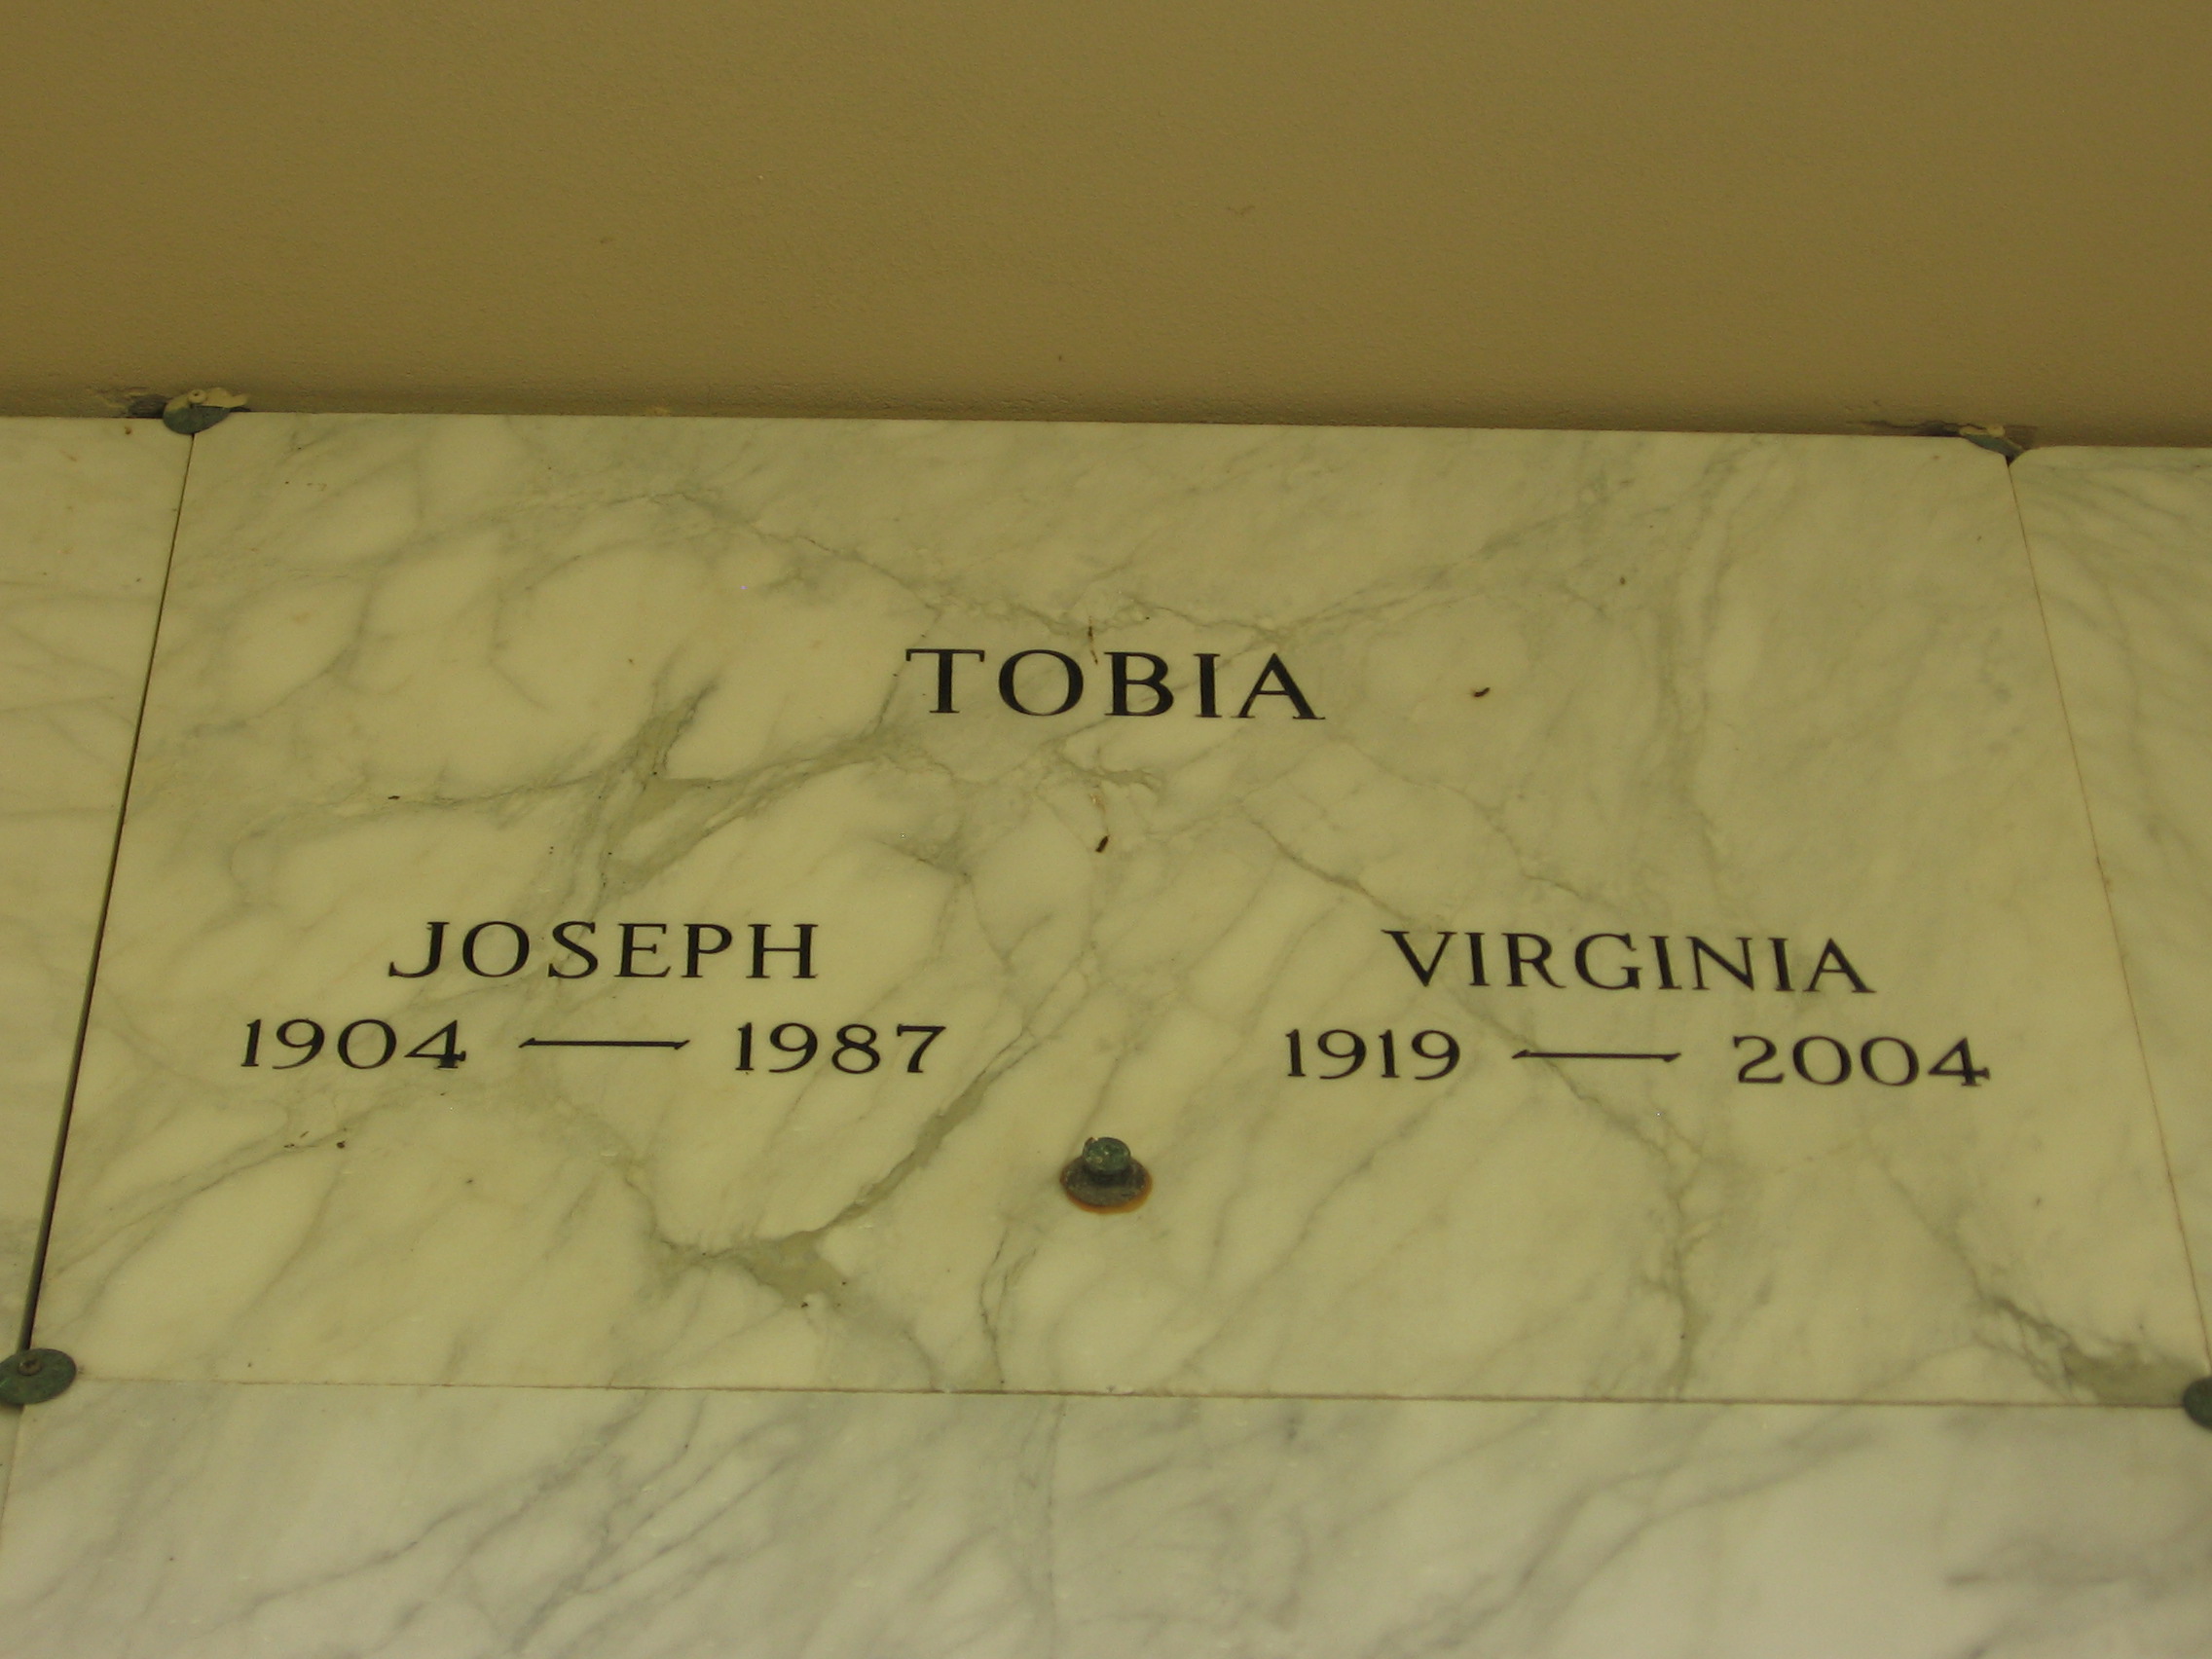 TOBIA
JOSEPH
1904 — 1987
VIRGINIA
1919 — 2004